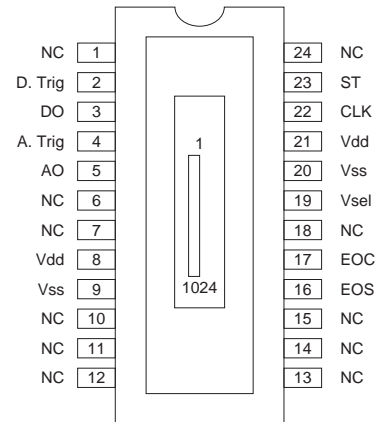 NC 1 24 NC
D. Trig 2 23 ST
DO 3 22 CLK
A. Trig 4 1 21 Vdd
AO 5 20 Vss
NC 6 19 Vsel
NC 7 18 NC
Vdd 8 17 EOC
Vss 9 1024 16 EOS
NC 10 15 NC
NC 11 14 NC
NC 12 13 NC